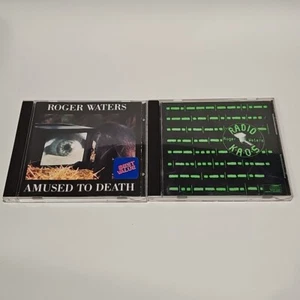 ROGER WATERS
AMUSED TO DEATH
RADIO
KAOS